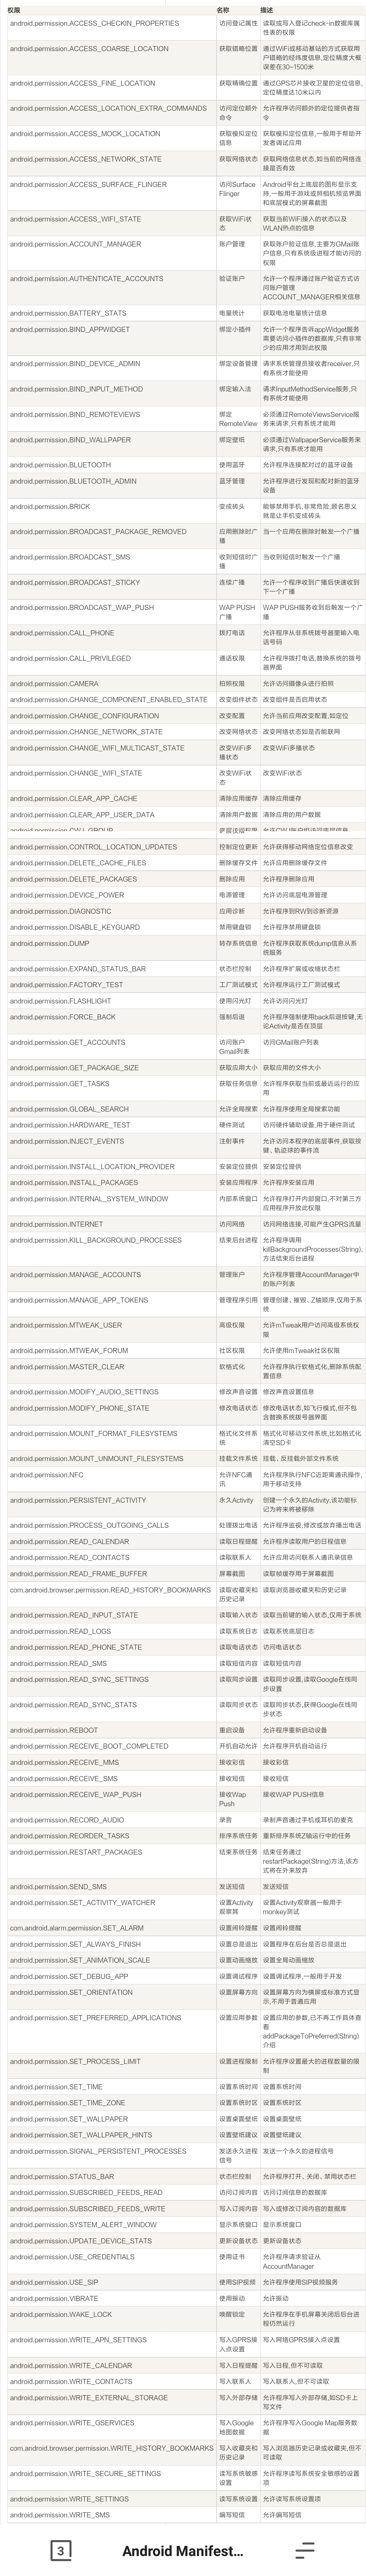 权限 名称 描述
android.permission.ACCESS_CHECKIN_PROPERTIES 访问登记属性 读取或写入登记check-in数据库属
性表的权限
android.permission.ACCESS_COARSE_LOCATION 获取错略位置 通过WiFi或移动基站的方式获取用
户错略的经纬度信息,定位精度大概
误差在30~1500米
android.permission.ACCESS_FINE_LOCATION 获取精确位置 通过GPS芯片接收卫星的定位信息,
定位精度达10米以内
android.permission.ACCESS_LOCATION_EXTRA_COMMANDS 访问定位额外 允许程序访问额外的定位提供者指
命令 令
android.permission.ACCESS_MOCK_LOCATION 获取模拟定位 获取模拟定位信息,一般用于帮助开
信息 发者调试应用
android.permission.ACCESS_NETWORK_STATE 获取网络状态 获取网络信息状态,如当前的网络连
接是否有效
android.permission.ACCESS_SURFACE_FLINGER 访问Surface Android平台上底层的图形显示支
Flinger 持,一般用于游戏或照相机预览界面
和底层模式的屏幕截图
android.permission.ACCESS_WIFI_STATE 获取WiFi状 获取当前WiFi接入的状态以及
态 WLAN热点的信息
android.permission.ACCOUNT_MANAGER 账户管理 获取账户验证信息,主要为GMail账
户信息,只有系统级进程才能访问的
权限
android.permission.AUTHENTICATE_ACCOUNTS 验证账户 允许一个程序通过账户验证方式访
问账户管理
ACCOUNT_MANAGER相关信息
android.permission.BATTERY_STATS 电量统计 获取电池电量统计信息
android.permission.BIND_APPWIDGET 绑定小插件 允许一个程序告诉appWidget服务
需要访问小插件的数据库,只有非常
少的应用才用到此权限
android.permission.BIND_DEVICE_ADMIN 绑定设备管理 请求系统管理员接收者receiver,只
有系统才能使用
android.permission.BIND_INPUT_METHOD 绑定输入法 请求InputMethodService服务,只
有系统才能使用
android.permission.BIND_REMOTEVIEWS 绑定 必须通过RemoteViewsService服
RemoteView 务来请求,只有系统才能用
android.permission.BIND_WALLPAPER 绑定壁纸 必须通过WallpaperService服务来
请求,只有系统才能用
android.permission.BLUETOOTH 使用蓝牙 允许程序连接配对过的蓝牙设备
android.permission.BLUETOOTH_ADMIN 蓝牙管理 允许程序进行发现和配对新的蓝牙
设备
android.permission.BRICK 变成砖头 能够禁用手机,非常危险,顾名思义
就是让手机变成砖头
android.permission.BROADCAST_PACKAGE_REMOVED 应用删除时广 当一个应用在删除时触发一个广播
播
android.permission.BROADCAST_SMS 收到短信时广 当收到短信时触发一个广播
播
android.permission.BROADCAST_STICKY 连续广播 允许一个程序收到广播后快速收到
下一个广播
android.permission.BROADCAST_WAP_PUSH WAP PUSH WAP PUSH服务收到后触发一个广
广播 播
android.permission.CALL_PHONE 拨打电话 允许程序从非系统拨号器里输入电
话号码
android.permission.CALL_PRIVILEGED 通话权限 允许程序拨打电话,替换系统的拨号
器界面
android.permission.CAMERA 拍照权限 允许访问摄像头进行拍照
android.permission.CHANGE_COMPONENT_ENABLED_STATE 改变组件状态 改变组件是否启用状态
android.permission.CHANGE_CONFIGURATION 改变配置 允许当前应用改变配置,如定位
android.permission.CHANGE_NETWORK_STATE 改变网络状态 改变网络状态如是否能联网
android.permission.CHANGE_WIFI_MULTICAST_STATE 改变WiFi多 改变WiFi多播状态
播状态
android.permission.CHANGE_WIFI_STATE 改变WiFi状 改变WiFi状态
态
android.permission.CLEAR_APP_CACHE 清除应用缓存 清除应用缓存
android.permission.CLEAR_APP_USER_DATA 清除用户数据 清除应用的用户数据
android.permission.CONTROL_LOCATION_UPDATES 控制定位更新 允许获得移动网络定位信息改变
android.permission.DELETE_CACHE_FILES 删除缓存文件 允许应用删除缓存文件
android.permission.DELETE_PACKAGES 删除应用 允许程序删除应用
android.permission.DEVICE_POWER 电源管理 允许访问底层电源管理
android.permission.DIAGNOSTIC 应用诊断 允许程序到RW到诊断资源
android.permission.DISABLE_KEYGUARD 禁用键盘锁 允许程序禁用键盘锁
android.permission.DUMP 转存系统信息 允许程序获取系统dump信息从系
统服务
android.permission.EXPAND_STATUS_BAR 状态栏控制 允许程序扩展或收缩状态栏
android.permission.FACTORY_TEST 工厂测试模式 允许程序运行工厂测试模式
android.permission.FLASHLIGHT 使用闪光灯 允许访问闪光灯
android.permission.FORCE_BACK 强制后退 允许程序强制使用back后退按键,无
论Activity是否在顶层
android.permission.GET_ACCOUNTS 访问账户 访问GMail账户列表
Gmail列表
android.permission.GET_PACKAGE_SIZE 获取应用大小 获取应用的文件大小
android.permission.GET_TASKS 获取任务信息 允许程序获取当前或最近运行的应
用
android.permission.GLOBAL_SEARCH 允许全局搜索 允许程序使用全局搜索功能
android.permission.HARDWARE_TEST 硬件测试 访问硬件辅助设备,用于硬件测试
android.permission.INJECT_EVENTS 注射事件 允许访问本程序的底层事件,获取按
键、轨迹球的事件流
android.permission.INSTALL_LOCATION_PROVIDER 安装定位提供 安装定位提供
android.permission.INSTALL_PACKAGES 安装应用程序 允许程序安装应用
android.permission.INTERNAL_SYSTEM_WINDOW 内部系统窗口 允许程序打开内部窗口,不对第三方
应用程序开放此权限
android.permission.INTERNET 访问网络 访问网络连接,可能产生GPRS流量
android.permission.KILL_BACKGROUND_PROCESSES 结束后台进程 允许程序调用
killBackgroundProcesses(String).
方法结束后台进程
android.permission.MANAGE_ACCOUNTS 管理账户 允许程序管理AccountManager中
的账户列表
android.permission.MANAGE_APP_TOKENS 管理程序引用 管理创建、摧毁、Z轴顺序,仅用于系
统
android.permission.MTWEAK_USER 高级权限 允许mTweak用户访问高级系统权
限
android.permission.MTWEAK_FORUM 社区权限 允许使用mTweak社区权限
android.permission.MASTER_CLEAR 软格式化 允许程序执行软格式化,删除系统配
置信息
android.permission.MODIFY_AUDIO_SETTINGS 修改声音设置 修改声音设置信息
android.permission.MODIFY_PHONE_STATE 修改电话状态 修改电话状态,如飞行模式,但不包
含替换系统拨号器界面
android.permission.MOUNT_FORMAT_FILESYSTEMS 格式化文件系 格式化可移动文件系统,比如格式化
统 清空SD卡
android.permission.MOUNT_UNMOUNT_FILESYSTEMS 挂载文件系统 挂载、反挂载外部文件系统
android.permission.NFC 允许NFC通 允许程序执行NFC近距离通讯操作,
讯 用于移动支持
android.permission.PERSISTENT_ACTIVITY 永久Activity 创建一个永久的Activity,该功能标
记为将来将被移除
android.permission.PROCESS_OUTGOING_CALLS 处理拨出电话 允许程序监视,修改或放弃播出电话
android.permission.READ_CALENDAR 读取日程提醒 允许程序读取用户的日程信息
android.permission.READ_CONTACTS 读取联系人 允许应用访问联系人通讯录信息
android.permission.READ_FRAME_BUFFER 屏幕截图 读取帧缓存用于屏幕截图
com.android.browser.permission.READ_HISTORY_BOOKMARKS 读取收藏夹和 读取浏览器收藏夹和历史记录
历史记录
android.permission.READ_INPUT_STATE 读取输入状态 读取当前键的输入状态,仅用于系统
android.permission.READ_LOGS 读取系统日志 读取系统底层日志
android.permission.READ_PHONE_STATE 读取电话状态 访问电话状态
android.permission.READ_SMS 读取短信内容 读取短信内容
android.permission.READ_SYNC_SETTINGS 读取同步设置 读取同步设置,读取Google在线同
步设置
android.permission.READ_SYNC_STATS 读取同步状态 读取同步状态,获得Google在线同
步状态
android.permission.REBOOT 重启设备 允许程序重新启动设备
android.permission.RECEIVE_BOOT_COMPLETED 开机自动允许 允许程序开机自动运行
android.permission.RECEIVE_MMS 接收彩信 接收彩信
android.permission.RECEIVE_SMS 接收短信 接收短信
android.permission.RECEIVE_WAP_PUSH 接收Wap 接收WAP PUSH信息
Push
android.permission.RECORD_AUDIO 录音 录制声音通过手机或耳机的麦克
android.permission.REORDER_TASKS 排序系统任务 重新排序系统Z轴运行中的任务
android.permission.RESTART_PACKAGES 结束系统任务 结束任务通过
restartPackage(String)方法,该方
式将在外来放弃
android.permission.SEND_SMS 发送短信 发送短信
android.permission.SET_ACTIVITY_WATCHER 设置Activity 设置Activity观察器一般用于
观察其 monkey测试
com.android.alarm.permission.SET_ALARM 设置闹铃提醒 设置闹铃提醒
android.permission.SET_ALWAYS_FINISH 设置总是退出 设置程序在后台是否总是退出
android.permission.SET_ANIMATION_SCALE 设置动画缩放 设置全局动画缩放
android.permission.SET_DEBUG_APP 设置调试程序 设置调试程序,一般用于开发
android.permission.SET_ORIENTATION 设置屏幕方向 设置屏幕方向为横屏或标准方式显
示,不用于普通应用
android.permission.SET_PREFERRED_APPLICATIONS 设置应用参数 设置应用的参数,已不再工作具体查
看
addPackageToPreferred(String)
介绍
android.permission.SET_PROCESS_LIMIT 设置进程限制 允许程序设置最大的进程数量的限
制
android.permission.SET_TIME 设置系统时间 设置系统时间
android.permission.SET_TIME_ZONE 设置系统时区 设置系统时区
android.permission.SET_WALLPAPER 设置桌面壁纸 设置桌面壁纸
android.permission.SET_WALLPAPER_HINTS 设置壁纸建议 设置壁纸建议
android.permission.SIGNAL_PERSISTENT_PROCESSES 发送永久进程 发送一个永久的进程信号
信号
android.permission.STATUS_BAR 状态栏控制 允许程序打开、关闭、禁用状态栏
android.permission.SUBSCRIBED_FEEDS_READ 访问订阅内容 访问订阅信息的数据库
android.permission.SUBSCRIBED_FEEDS_WRITE 写入订阅内容 写入或修改订阅内容的数据库
android.permission.SYSTEM_ALERT_WINDOW 显示系统窗口 显示系统窗口
android.permission.UPDATE_DEVICE_STATS 更新设备状态 更新设备状态
android.permission.USE_CREDENTIALS 使用证书 允许程序请求验证从
AccountManager
android.permission.USE_SIP 使用SIP视频 允许程序使用SIP视频服务
android.permission.VIBRATE 使用振动 允许振动
android.permission.WAKE_LOCK 唤醒锁定 允许程序在手机屏幕关闭后后台进
程仍然运行
android.permission.WRITE_APN_SETTINGS 写入GPRS接 写入网络GPRS接入点设置
入点设置
android.permission.WRITE_CALENDAR 写入日程提醒 写入日程,但不可读取
android.permission.WRITE_CONTACTS 写入联系人 写入联系人,但不可读取
android.permission.WRITE_EXTERNAL_STORAGE 写入外部存储 允许程序写入外部存储,如SD卡上
写文件
android.permission.WRITE_GSERVICES 写入Google 允许程序写入Google Map服务数
地图数据 据
com.android.browser.permission.WRITE_HISTORY_BOOKMARKS 写入收藏夹和 写入浏览器历史记录或收藏夹,但不
历史记录 可读取
android.permission.WRITE_SECURE_SETTINGS 读写系统敏感 允许程序读写系统安全敏感的设置
设置 项
android.permission.WRITE_SETTINGS 读写系统设置 允许读写系统设置项
android.permission.WRITE_SMS 编写短信 允许编写短信
3 Android Manifest...